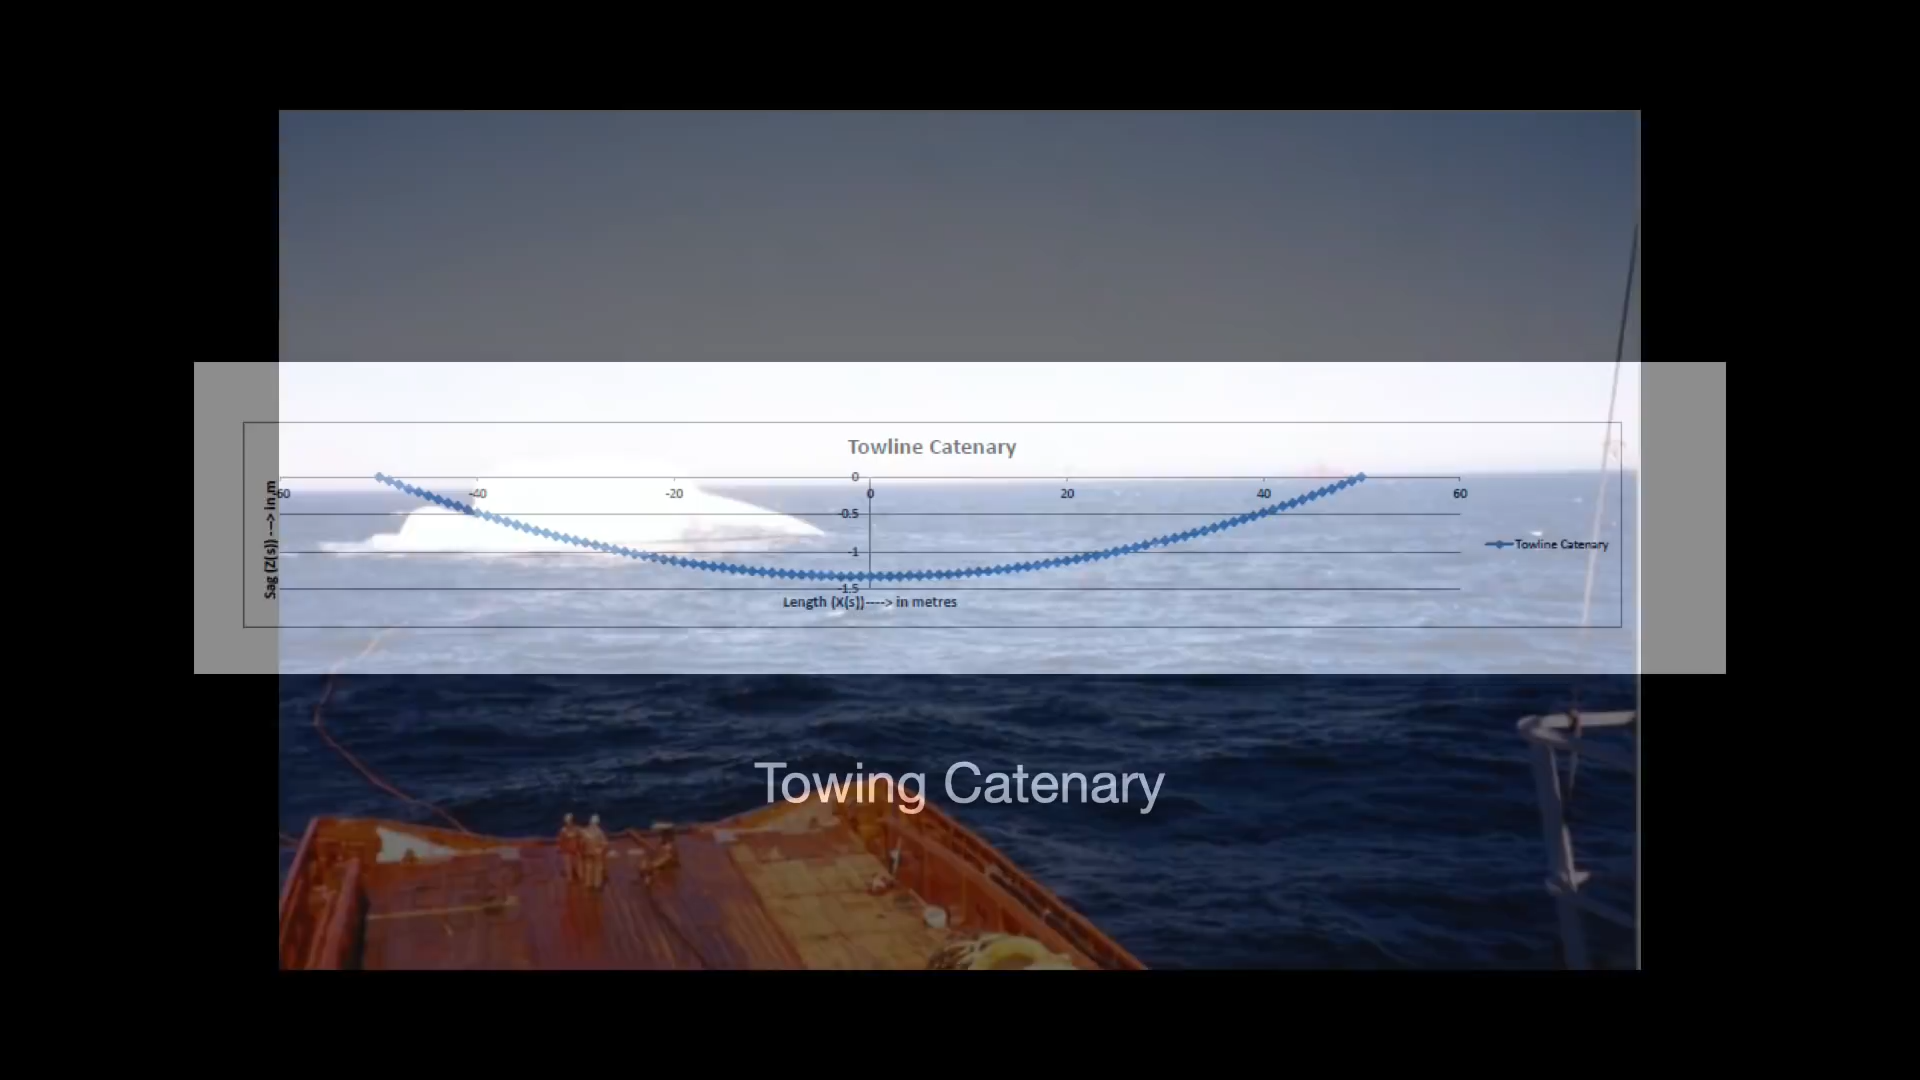 Towline Catenary
0
-60 -40 -20 0 20 40 60
-0.5
-1
-1.5
Sag (Z(s)) ---> in m
Length (X(s))----> in metres
Towline Catenary
Towing Catenary